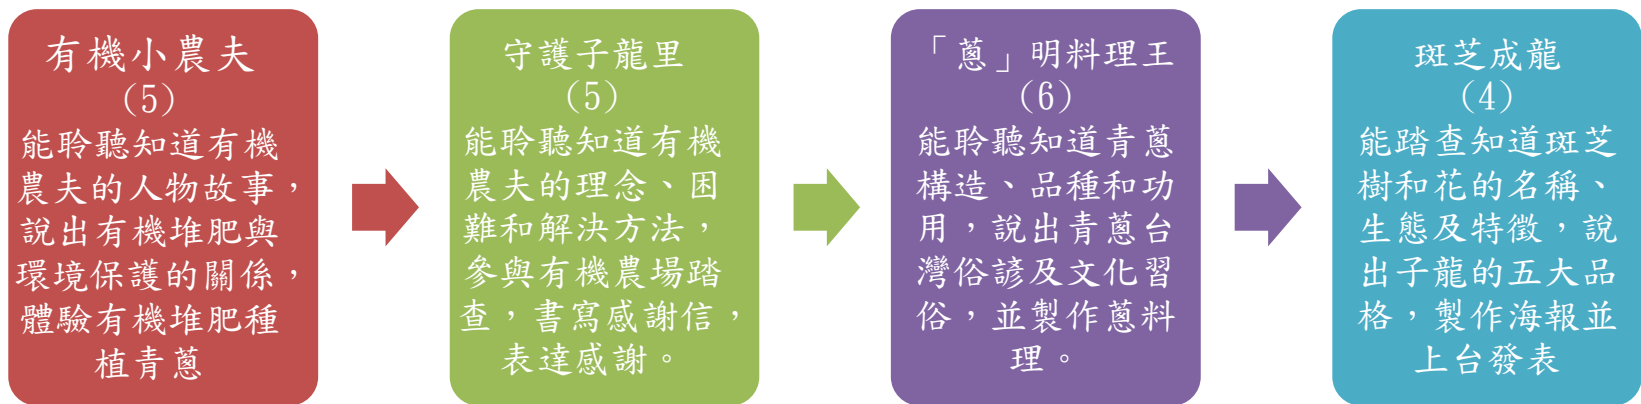 有機小農夫
(5)
能聆聽知道有機
農夫的人物故事，
說出有機堆肥與
環境保護的關係，
體驗有機堆肥種
植青蔥
守護子龍里
(5)
能聆聽知道有機
農夫的理念、困
難和解決方法，
參與有機農場踏
查，書寫感謝信，
表達感謝。
「蔥」明料理王
(6)
能聆聽知道青蔥
構造、品種和功
用，說出青蔥台
灣俗諺及文化習
俗，並製作蔥料
理。
斑芝成龍
(4)
能踏查知道斑芝
樹和花的名稱、
生態及特徵，說
出子龍的五大品
格，製作海報並
上台發表